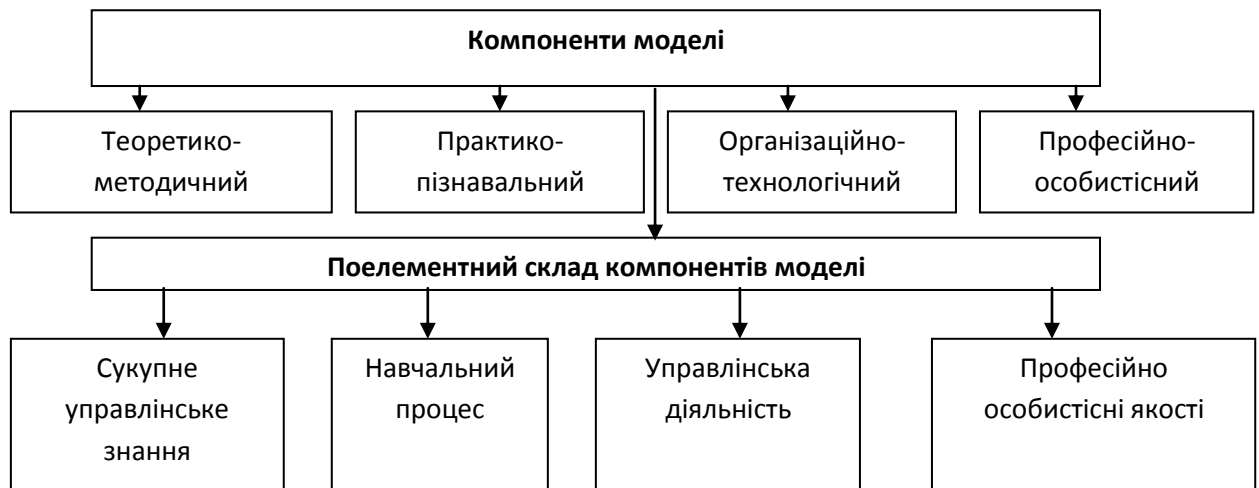 Компоненти моделі
Теоретико-
методичний
Практико-
пізнавальний
Організаційно-
технологічний
Професійно-
особистісний
Поелементний склад компонентів моделі
Сукупне
управлінське
знання
Навчальний
процес
Управлінська
діяльність
Професійно
особистісні якості